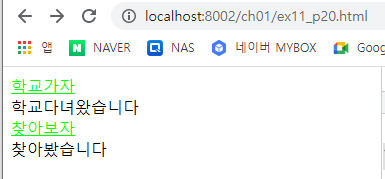 localhost:8002/ch01/ex11_p20.html
앱 NAVER NAS 네이버 MYBOX Goog
학교가자
학교다녀왔습니다
찾아보자
찾아봤습니다